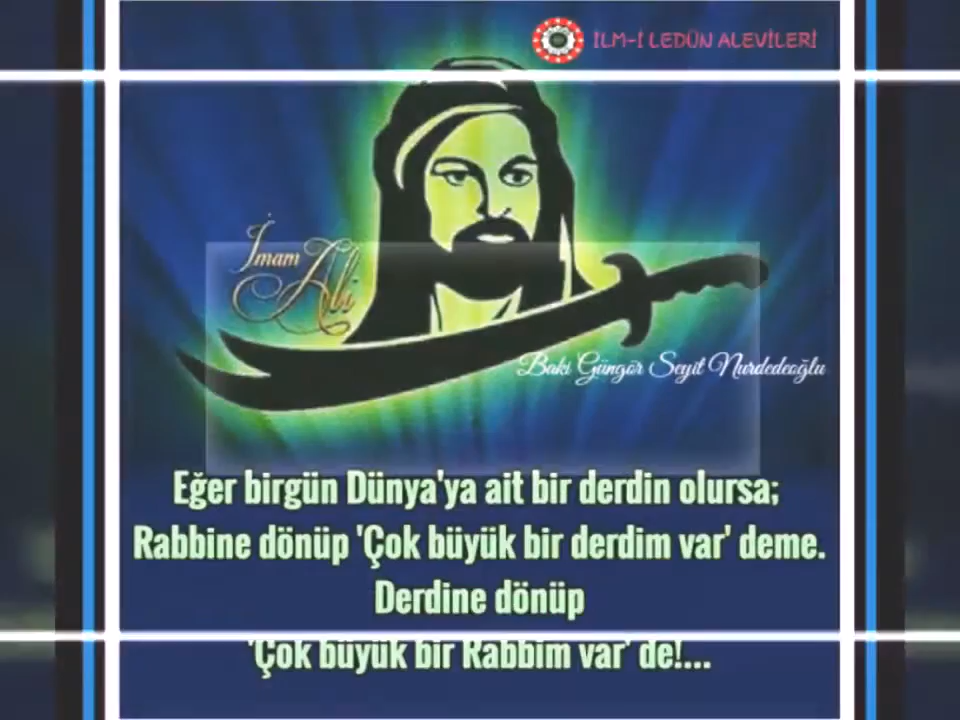 İLM-İ LEDÜN ALEVİLERİ
İmam Ali
Baki Güngör Seyit Nurdedeoğlu
Eğer birgün Dünya'ya ait bir derdin olursa;
Rabbine dönüp 'Çok büyük bir derdim var' deme.
Derdine dönüp
'Çok büyük bir Rabbim var' de!...